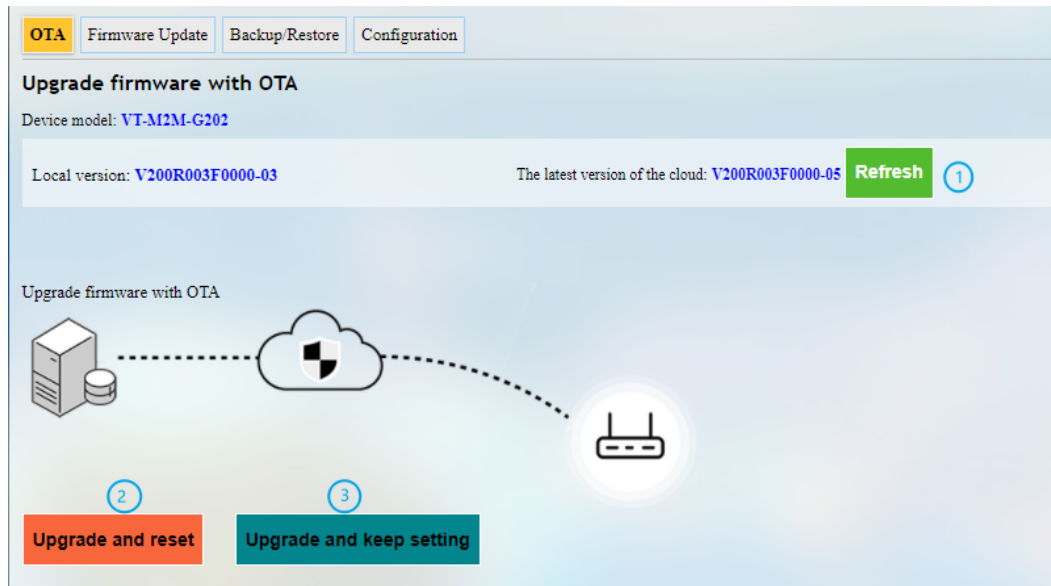 OTA Firmware Update Backup/Restore Configuration
Upgrade firmware with OTA
Device model: VT-M2M-G202
Local version: V200R003F0000-03 The latest version of the cloud: V200R003F0000-05 Refresh 1
Upgrade firmware with OTA
2 3
Upgrade and reset Upgrade and keep setting